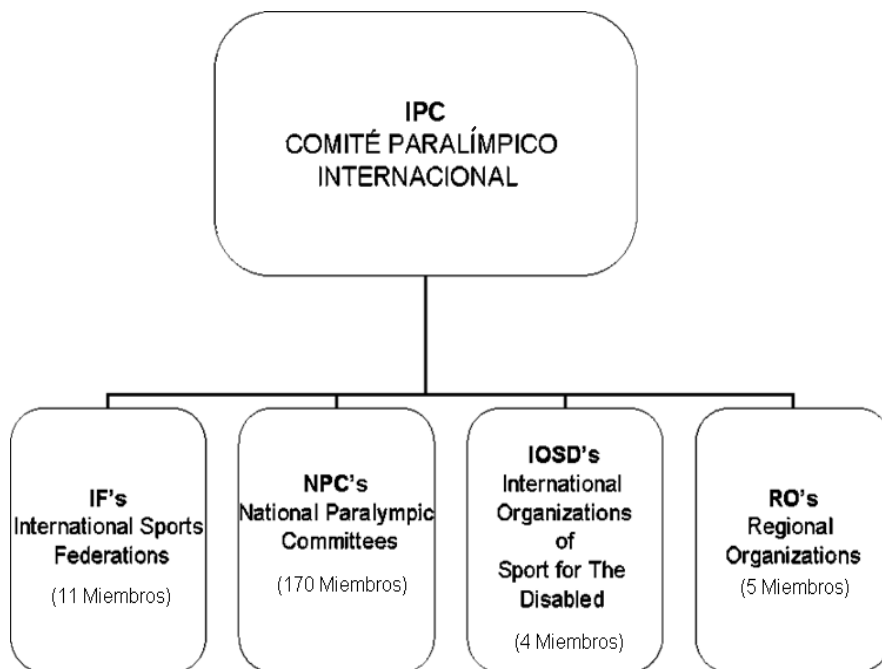 IPC
COMITÉ PARALÍMPICO
INTERNACIONAL
IF's
International Sports
Federations
(11 Miembros)
NPC's
National Paralympic
Committees
(170 Miembros)
IOSD's
International
Organizations
of
Sport for The
Disabled
(4 Miembros)
RO's
Regional
Organizations
(5 Miembros)